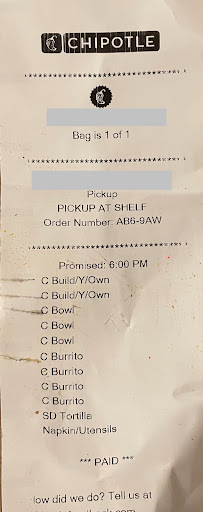 CHIPOTLE
Bag is 1 of 1
Pickup
PICKUP AT SHELF
Order Number: AB6-9AW
Promised: 6:00 PM
C Build/Y/Own
C Build/Y/Own
C Bowl
C Bowl
C Bowl
C Burrito
C Burrito
C Burrito
C Burrito
SD Tortilla
Napkin/Utensils
*** PAID ***
How did we do? Tell us at